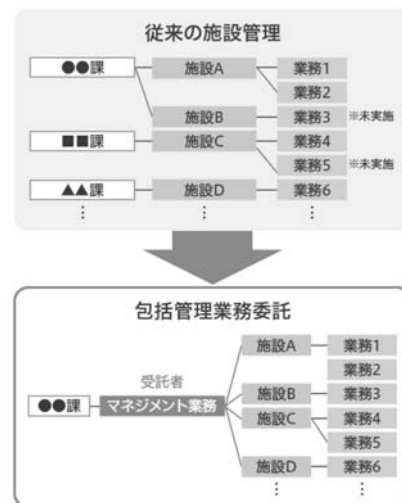 従来の施設管理
●●課 施設A 業務1
業務2
施設B 業務3 ※未実施
■■課 施設C 業務4
業務5 ※未実施
▲▲課 施設D 業務6
⋮ ⋮ ⋮
包括管理業務委託
施設A 業務1
業務2
受託者
●●課 マネジメント業務 施設B 業務3
施設C 業務4
業務5
施設D 業務6
⋮ ⋮